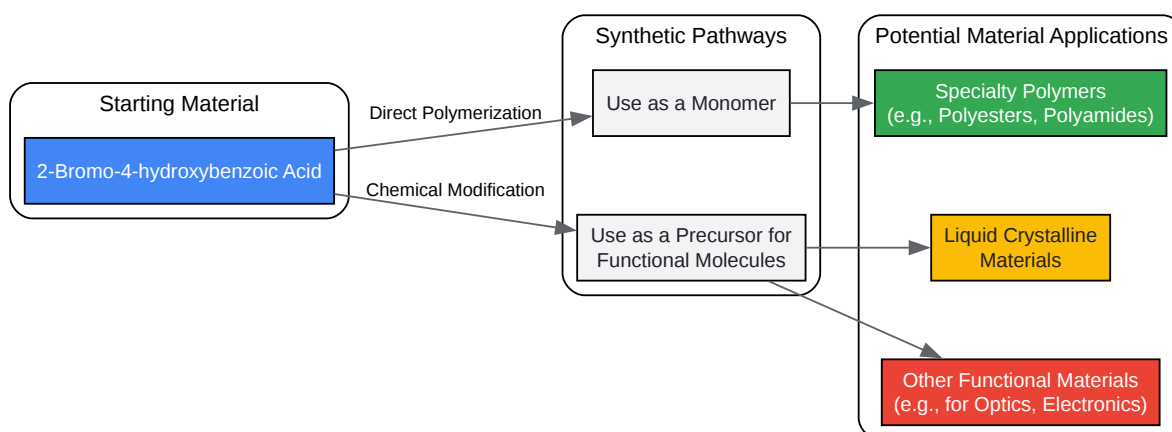 Starting Material
2-Bromo-4-hydroxybenzoic Acid
Direct Polymerization
Chemical Modification
Synthetic Pathways
Use as a Monomer
Use as a Precursor for
Functional Molecules
Potential Material Applications
Specialty Polymers
(e.g., Polyesters, Polyamides)
Liquid Crystalline
Materials
Other Functional Materials
(e.g., for Optics, Electronics)